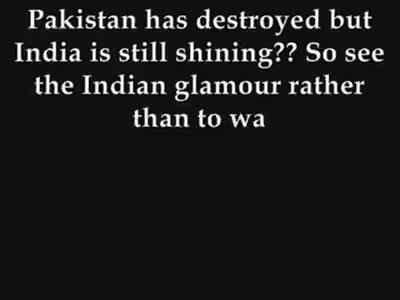 Pakistan has destroyed but
India is still shining?? So see
the Indian glamour rather
than to wa